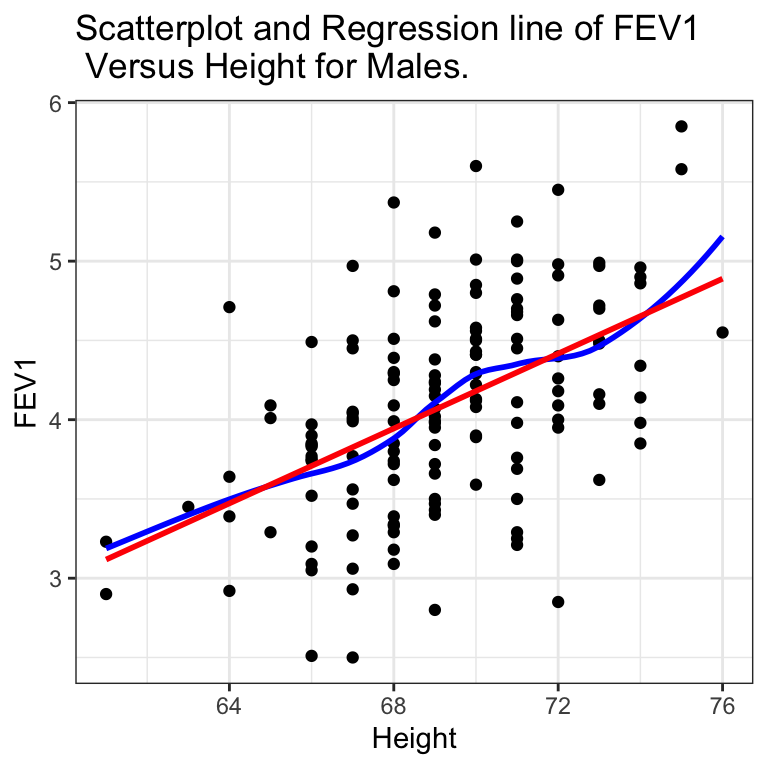 Scatterplot and Regression line of FEV1
Versus Height for Males.
6
5
4
3
FEV1
64 68 72 76
Height